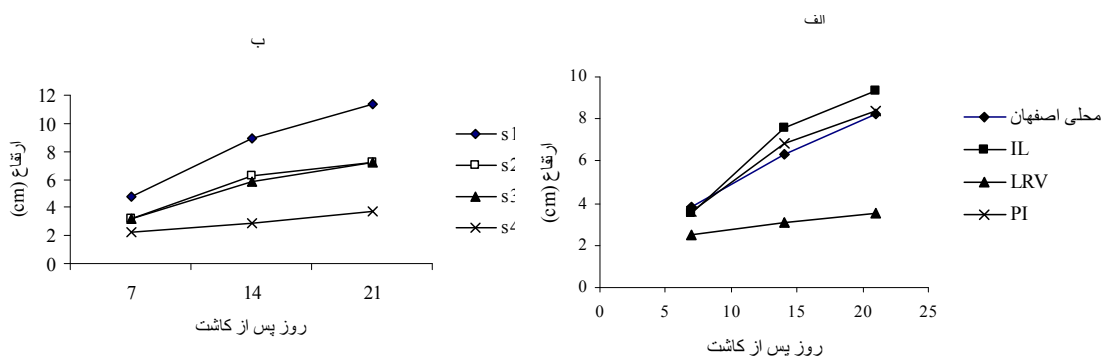 الف
10
8
6
4
2
0
ارتفاع (cm)
0 5 10 15 20 25
روز پس از کاشت
محلی اصفهان
IL
LRV
PI
ب
12
10
8
6
4
2
0
ارتفاع (cm)
7 14 21
روز پس از کاشت
s1
s2
s3
s4